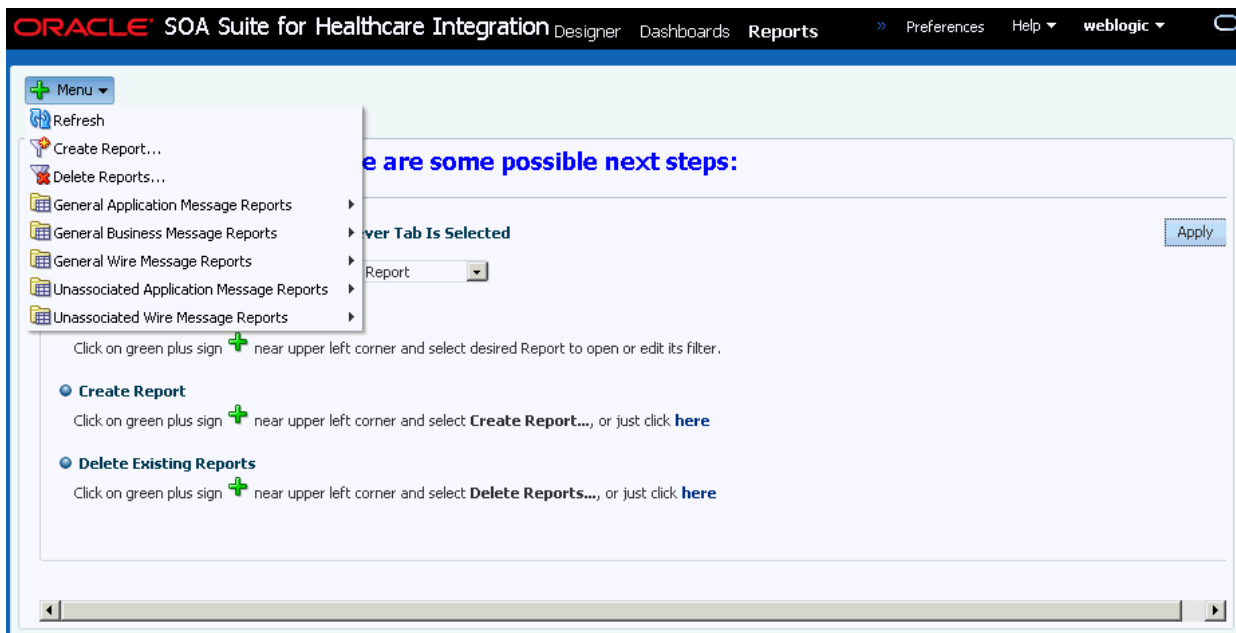 ORACLE SOA Suite for Healthcare Integration Designer Dashboards Reports » Preferences Help weblogic
Menu
Refresh
Create Report...
Delete Reports...
General Application Message Reports
General Business Message Reports
General Wire Message Reports
Unassociated Application Message Reports
Unassociated Wire Message Reports
e are some possible next steps:
ver Tab Is Selected
Apply
Report
Click on green plus sign near upper left corner and select desired Report to open or edit its filter.
Create Report
Click on green plus sign near upper left corner and select Create Report..., or just click here
Delete Existing Reports
Click on green plus sign near upper left corner and select Delete Reports..., or just click here